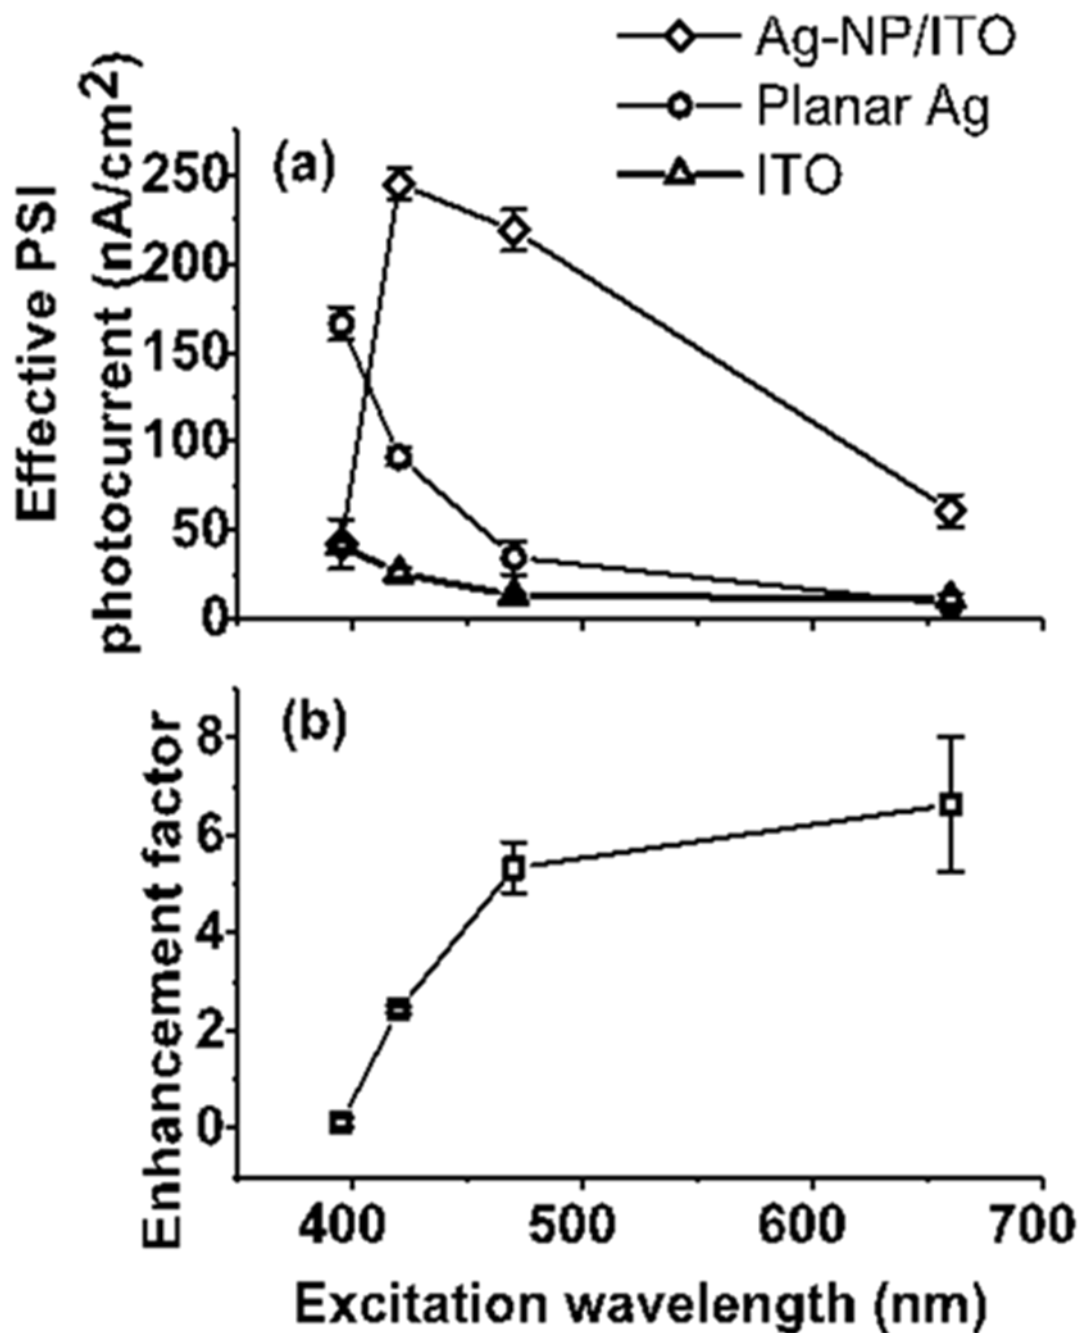 Ag-NP/ITO
Planar Ag
ITO
(a)
Effective PSI
photocurrent (nA/cm²)
250
200
150
100
50
0
(b)
Enhancement factor
8
6
4
2
0
400 500 600 700
Excitation wavelength (nm)